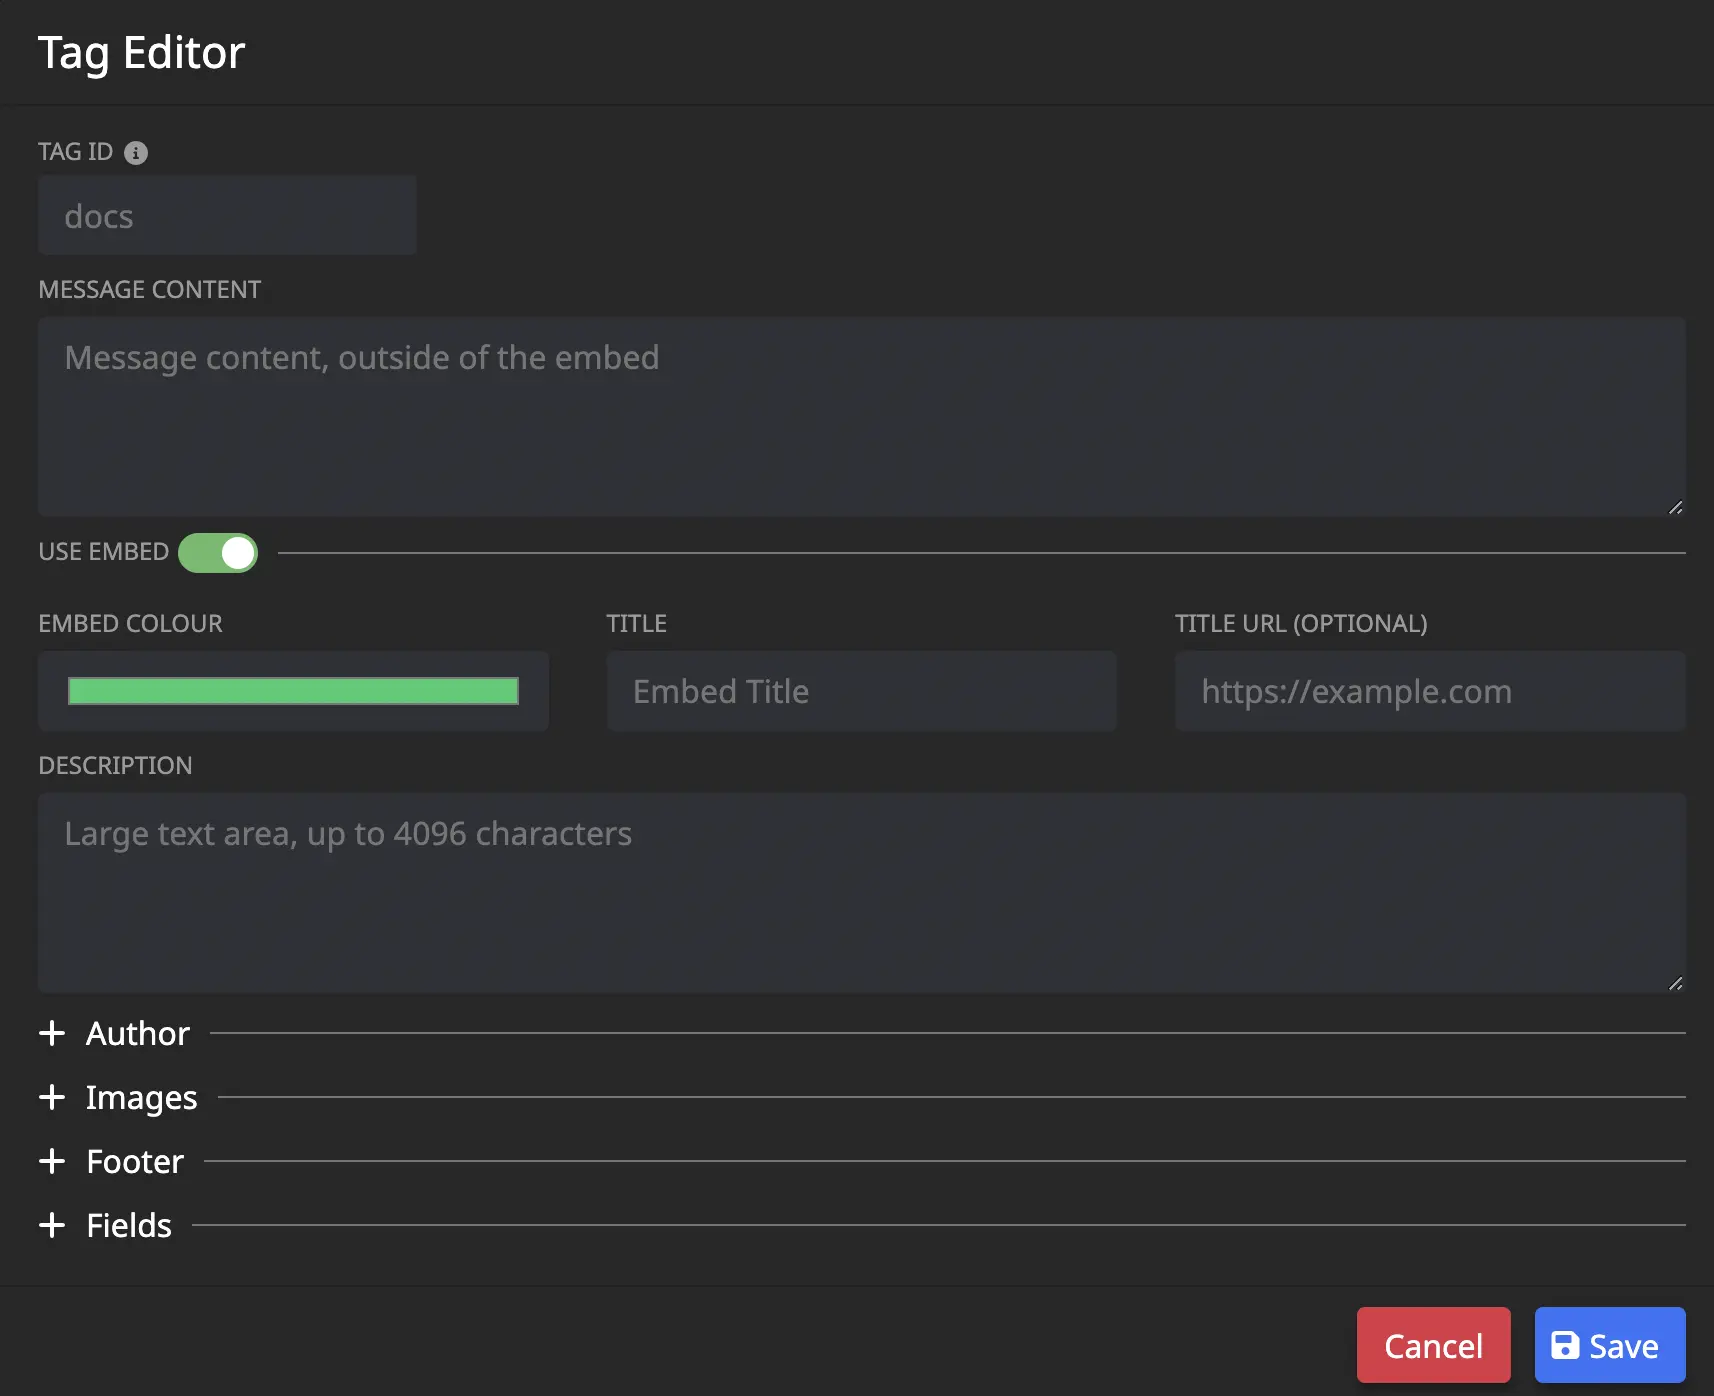 Tag Editor
TAG ID
docs
MESSAGE CONTENT
Message content, outside of the embed
USE EMBED
EMBED COLOUR
TITLE
TITLE URL (OPTIONAL)
Embed Title
https://example.com
DESCRIPTION
Large text area, up to 4096 characters
+ Author
+ Images
+ Footer
+ Fields
Cancel
Save